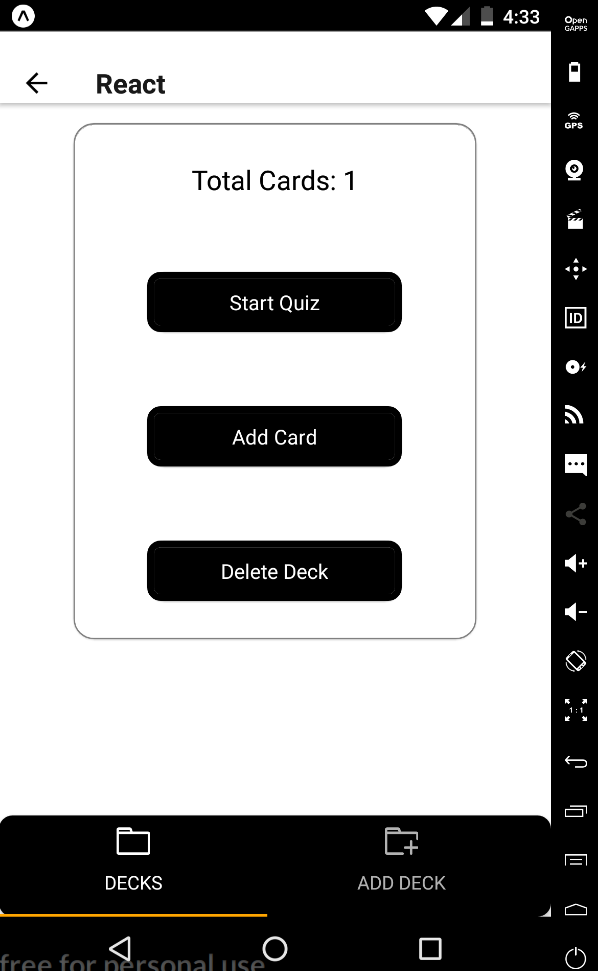 4:33
Open
GAPPS
React
GPS
Total Cards: 1
Start Quiz
ID
Add Card
Delete Deck
1:1
DECKS
ADD DECK
free for personal use